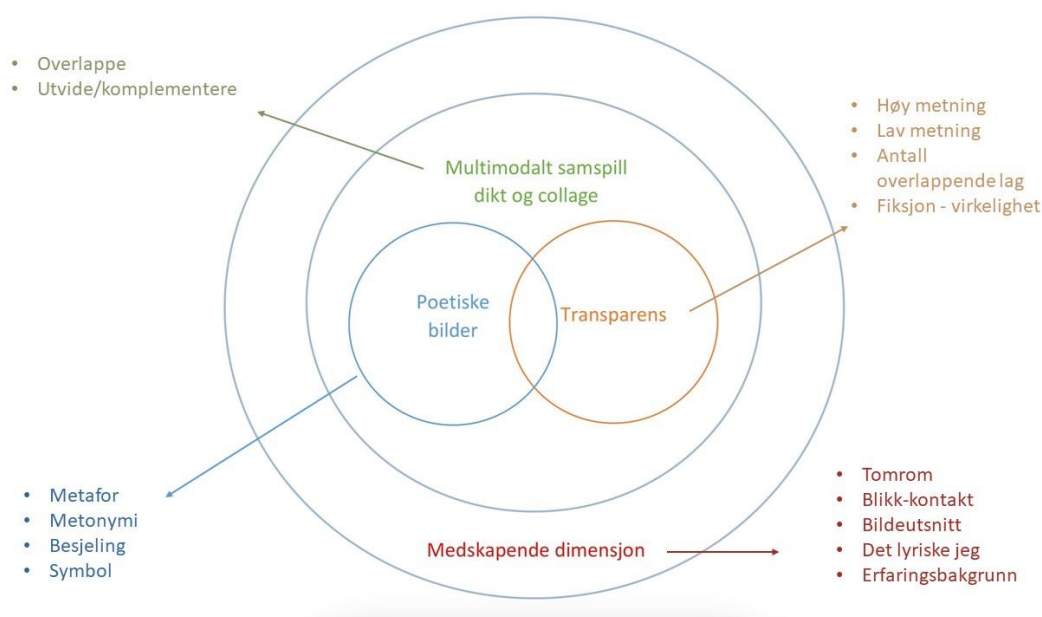 Overlappe
Utvide/komplementere
Høy metning
Lav metning
Antall
overlappende lag
Fiksjon - virkelighet
Multimodalt samspill
dikt og collage
Poetiske
bilder
Transparens
Metafor
Metonymi
Besjeling
Symbol
Medskapende dimensjon
Tomrom
Blikk-kontakt
Bildeutsnitt
Det lyriske jeg
Erfaringsbakgrunn